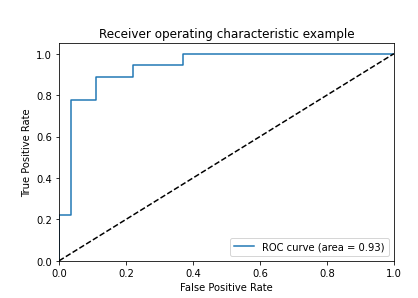 Receiver operating characteristic example
True Positive Rate
1.0
0.8
0.6
0.4
0.2
0.0
ROC curve (area = 0.93)
0.0 0.2 0.4 0.6 0.8 1.0
False Positive Rate